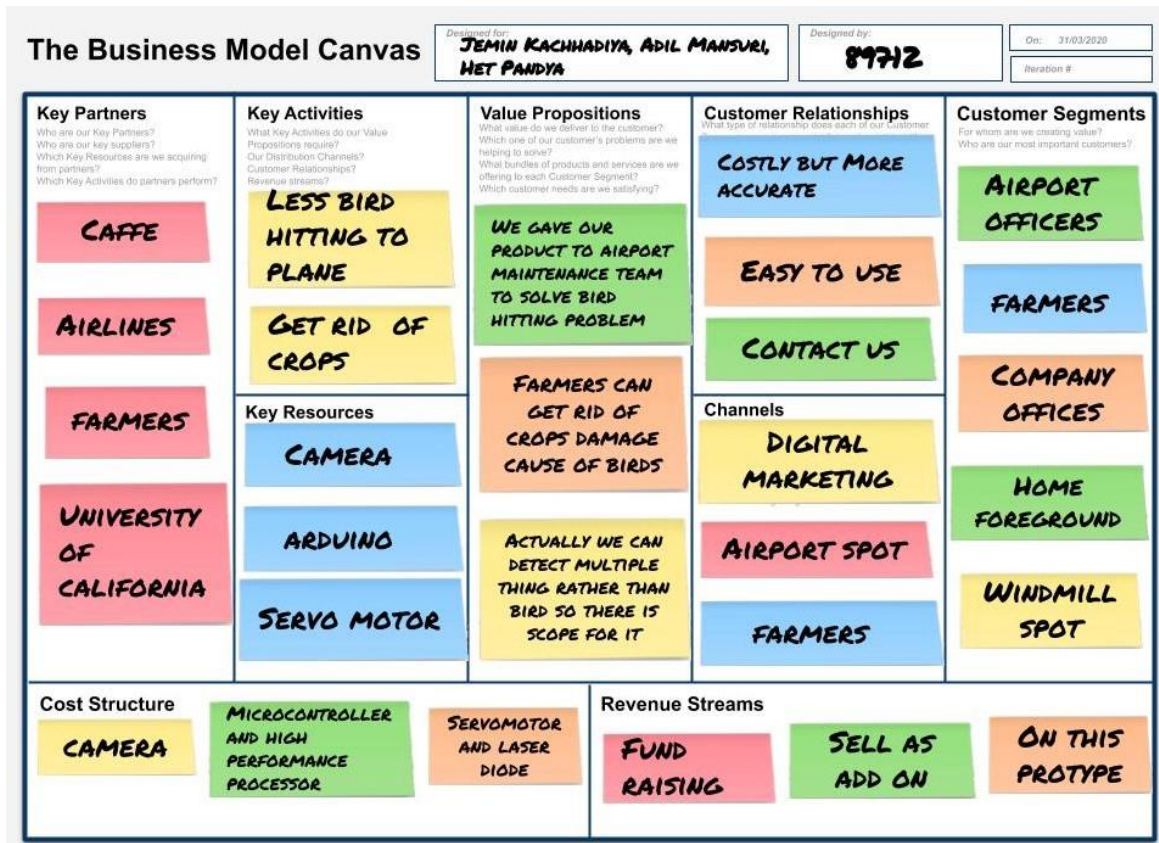 The Business Model Canvas
Designed for:
JEMIN KACHHADIYA, ADIL MANSURI,
HET PANDYA
Designed by:
89712
On: 31/03/2020
Iteration #
Key Partners
Who are our Key Partners?
Who are our key suppliers?
Which Key Resources are we acquiring
from partners?
Which Key Activities do partners perform?
CAFFE
AIRLINES
FARMERS
UNIVERSITY
OF
CALIFORNIA
Key Activities
What Key Activities do our Value
Propositions require?
Our Distribution Channels?
Customer Relationships?
Revenue streams?
LESS BIRD
HITTING TO
PLANE
GET RID OF
CROPS
Key Resources
CAMERA
ARDUINO
SERVO MOTOR
Value Propositions
What value do we deliver to the customer?
Which one of our customer's problems are we
helping to solve?
What bundles of products and services are we
offering to each Customer Segment?
Which customer needs are we satisfying?
WE GAVE OUR
PRODUCT TO AIRPORT
MAINTENANCE TEAM
TO SOLVE BIRD
HITTING PROBLEM
FARMERS CAN
GET RID OF
CROPS DAMAGE
CAUSE OF BIRDS
ACTUALLY WE CAN
DETECT MULTIPLE
THING RATHER THAN
BIRD SO THERE IS
SCOPE FOR IT
Customer Relationships
What type of relationship does each of our Customer
COSTLY BUT MORE
ACCURATE
EASY TO USE
CONTACT US
Channels
DIGITAL
MARKETING
AIRPORT SPOT
FARMERS
Customer Segments
For whom are we creating value?
Who are our most important customers?
AIRPORT
OFFICERS
FARMERS
COMPANY
OFFICES
HOME
FOREGROUND
WINDMILL
SPOT
Cost Structure
CAMERA
MICROCONTROLLER
AND HIGH
PERFORMANCE
PROCESSOR
SERVOMOTOR
AND LASER
DIODE
Revenue Streams
FUND
RAISING
SELL AS
ADD ON
ON THIS
PROTYPE